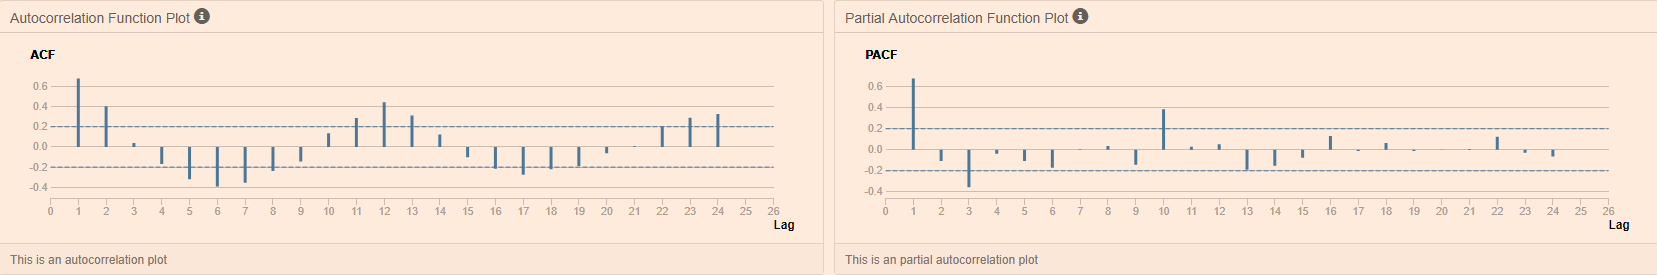 Autocorrelation Function Plot
ACF
0.6
0.4
0.2
0.0
-0.2
-0.4
0 1 2 3 4 5 6 7 8 9 10 11 12 13 14 15 16 17 18 19 20 21 22 23 24 25 26
Lag
This is an autocorrelation plot
Partial Autocorrelation Function Plot
PACF
0.6
0.4
0.2
0.0
-0.2
-0.4
0 1 2 3 4 5 6 7 8 9 10 11 12 13 14 15 16 17 18 19 20 21 22 23 24 25 26
Lag
This is an partial autocorrelation plot